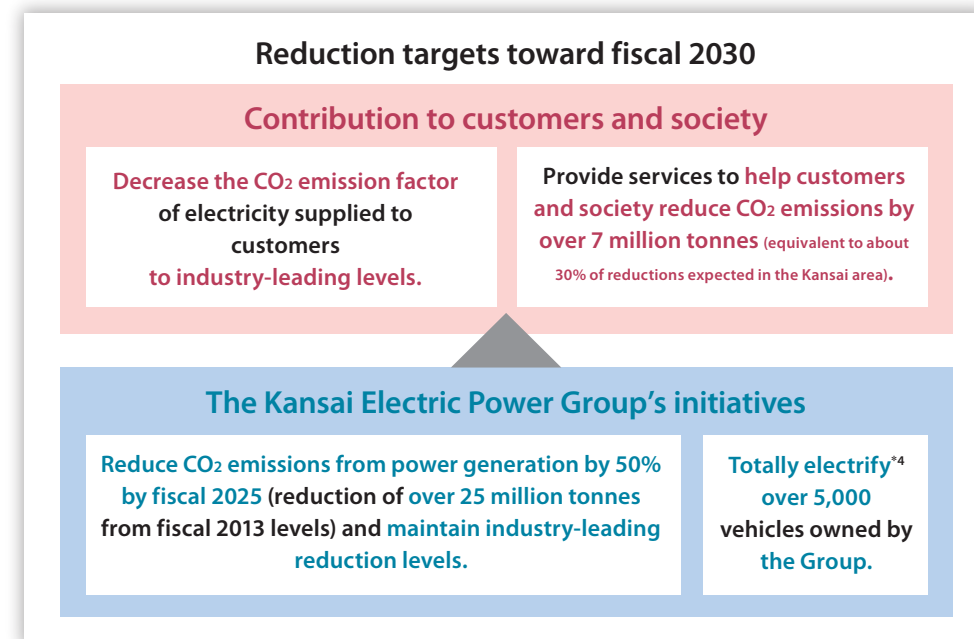 Reduction targets toward fiscal 2030
Contribution to customers and society
Decrease the CO2 emission factor
of electricity supplied to
customers
to industry-leading levels.
Provide services to help customers
and society reduce CO2 emissions by
over 7 million tonnes (equivalent to about
30% of reductions expected in the Kansai area).
The Kansai Electric Power Group’s initiatives
Reduce CO2 emissions from power generation by 50%
by fiscal 2025 (reduction of over 25 million tonnes
from fiscal 2013 levels) and maintain industry-leading
reduction levels.
Totally electrify*4
over 5,000
vehicles owned by
the Group.